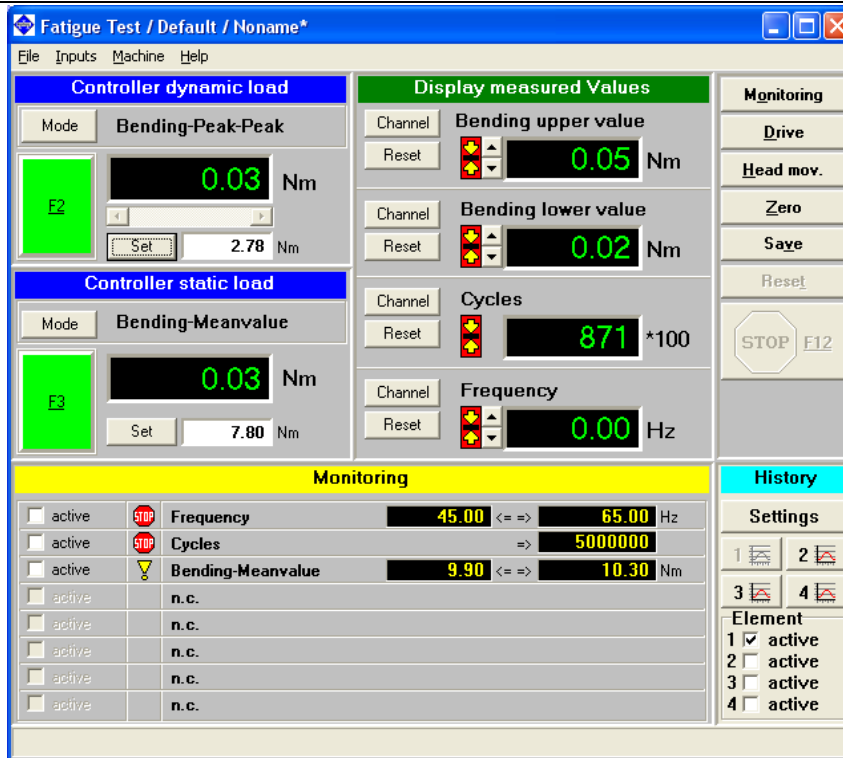 Fatigue Test / Default / Noname*
File Inputs Machine Help
Controller dynamic load
Mode Bending-Peak-Peak
F2
0.03 Nm
Set 2.78 Nm
Controller static load
Mode Bending-Meanvalue
F3
0.03 Nm
Set 7.80 Nm
Display measured Values
Channel Bending upper value
Reset 0.05 Nm
Channel Bending lower value
Reset 0.02 Nm
Channel Cycles
Reset 871 *100
Channel Frequency
Reset 0.00 Hz
Monitoring
Drive
Head mov.
Zero
Save
Reset
STOP F12
Monitoring
active STOP Frequency 45.00 <= => 65.00 Hz
active STOP Cycles => 5000000
active Bending-Meanvalue 9.90 <= => 10.30 Nm
active n.c.
active n.c.
active n.c.
active n.c.
active n.c.
History
Settings
1 2
3 4
Element
1 active
2 active
3 active
4 active